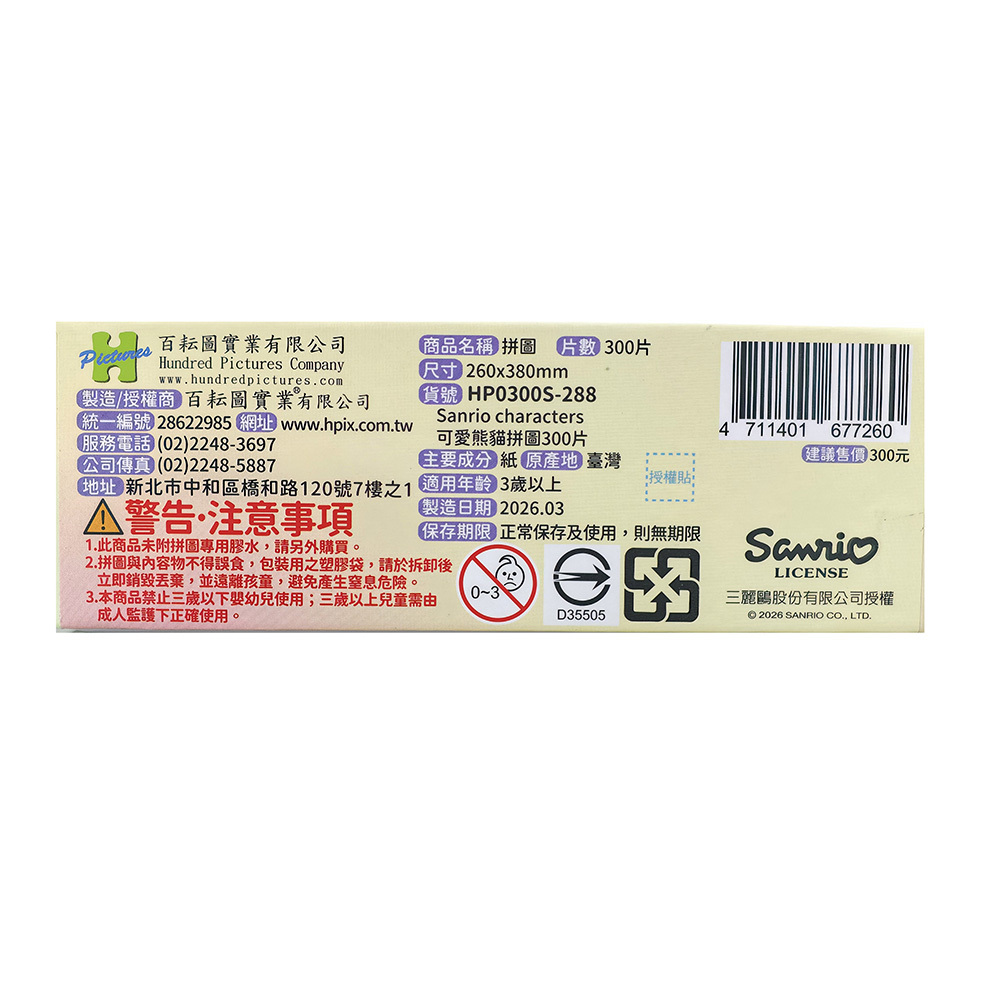 H
Pictures
百耘圖實業有限公司
Hundred Pictures Company
www.hundredpictures.com
製造/授權商 百耘圖實業®有限公司
統一編號 28622985 網址 www.hpix.com.tw
服務電話 (02)2248-3697
公司傳真 (02)2248-5887
地址 新北市中和區橋和路120號7樓之1
警告·注意事項
1.此商品未附拼圖專用膠水，請另外購買。
2.拼圖與內容物不得誤食，包裝用之塑膠袋，請於拆卸後
立即銷毀丟棄，並遠離孩童，避免產生窒息危險。
3.本商品禁止三歲以下嬰幼兒使用；三歲以上兒童需由
成人監護下正確使用。
商品名稱 拼圖 片數 300片
尺寸 260x380mm
貨號 HP0300S-288
Sanrio characters
可愛熊貓拼圖300片
主要成分 紙 原產地 臺灣
適用年齡 3歲以上
製造日期 2026.03
保存期限 正常保存及使用，則無期限
授權貼
0~3
D35505
4 711401 677260
建議售價 300元
Sanrio
LICENSE
三麗鷗股份有限公司授權
© 2026 SANRIO CO., LTD.